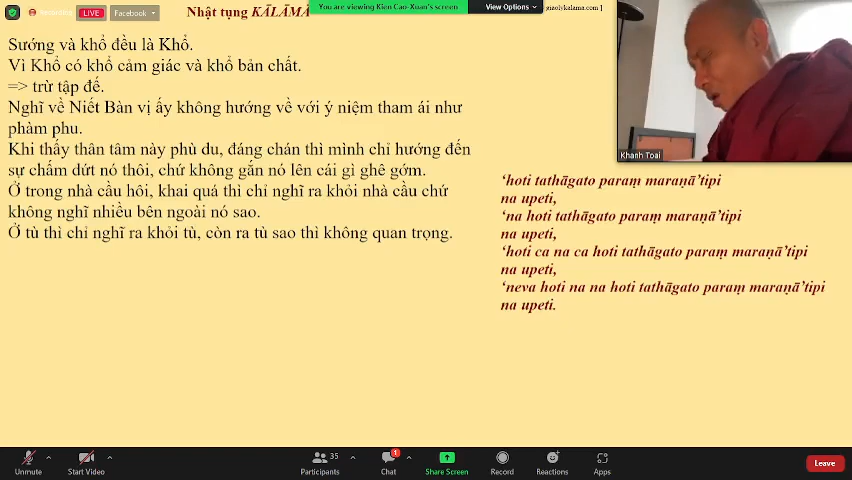 LIVE
Facebook
Nhật tụng KĀLĀMA
You are viewing Kien Cao-Xuan's screen
View Options
giaolykalama.com ]
Sướng và khổ đều là Khổ.
Vì Khổ có khổ cảm giác và khổ bản chất.
=> trừ tập đế.
Nghĩ về Niết Bàn vị ấy không hướng về với ý niệm tham ái như
phàm phu.
Khi thấy thân tâm này phù du, đáng chán thì mình chỉ hướng đến
sự chấm dứt nó thôi, chứ không gắn nó lên cái gì ghê gớm.
Ở trong nhà cầu hôi, khai quá thì chỉ nghĩ ra khỏi nhà cầu chứ
không nghĩ nhiều bên ngoài nó sao.
Ở tù thì chỉ nghĩ ra khỏi tù, còn ra tù sao thì không quan trọng.
Khanh Toai
‘hoti tathāgato paraṃ maraṇā’tipi
na upeti,
‘na hoti tathāgato paraṃ maraṇā’tipi
na upeti,
‘hoti ca na ca hoti tathāgato paraṃ maraṇā’tipi
na upeti,
‘neva hoti na na hoti tathāgato paraṃ maraṇā’tipi
na upeti.
Unmute
Start Video
35
Participants
1
Chat
Share Screen
Record
Reactions
Apps
Leave